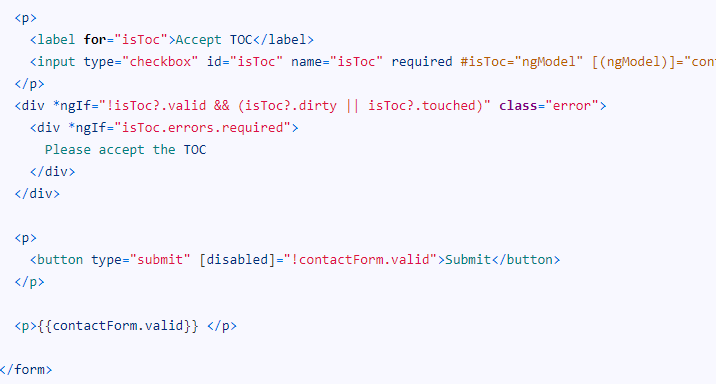 <p>
<label for="isToc">Accept TOC</label>
<input type="checkbox" id="isToc" name="isToc" required #isToc="ngModel" [(ngModel)]="con
</p>
<div *ngIf="!isToc?.valid && (isToc?.dirty || isToc?.touched)" class="error">
<div *ngIf="isToc.errors.required">
Please accept the TOC
</div>
</div>
<p>
<button type="submit" [disabled]="!contactForm.valid">Submit</button>
</p>
<p>{{contactForm.valid}} </p>
</form>